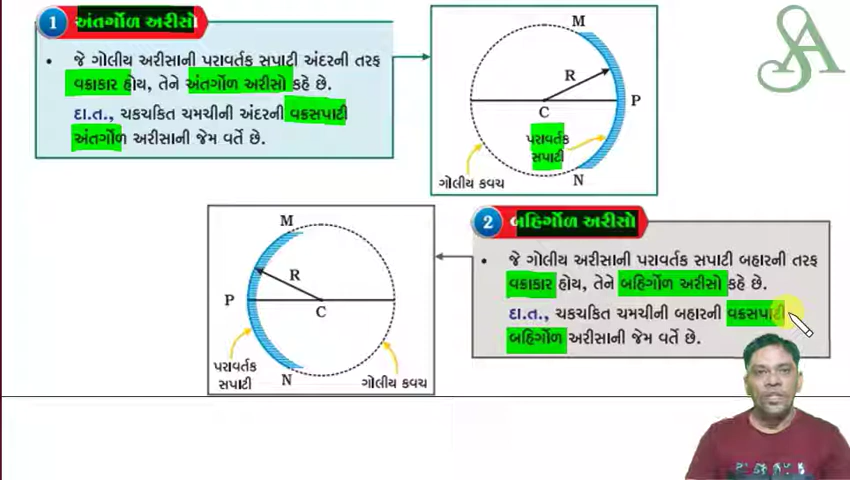 1 અંતર્ગોળ અરીસો
• જે ગોલીય અરીસાની પરાવર્તક સપાટી અંદરની તરફ
વક્રાકાર હોય, તેને અંતર્ગોળ અરીસો કહે છે.
દા.ત., ચકચકિત ચમચીની અંદરની વક્રસપાટી
અંતર્ગોળ અરીસાની જેમ વર્તે છે.
M
R
P
C
પરાવર્તક
સપાટી
N
ગોલીય કવચ
SA
M
R
P
C
પરાવર્તક
સપાટી
N
ગોલીય કવચ
2 બહિર્ગોળ અરીસો
• જે ગોલીય અરીસાની પરાવર્તક સપાટી બહારની તરફ
વક્રાકાર હોય, તેને બહિર્ગોળ અરીસો કહે છે.
દા.ત., ચકચકિત ચમચીની બહારની વક્રસપાટી
બહિર્ગોળ અરીસાની જેમ વર્તે છે.